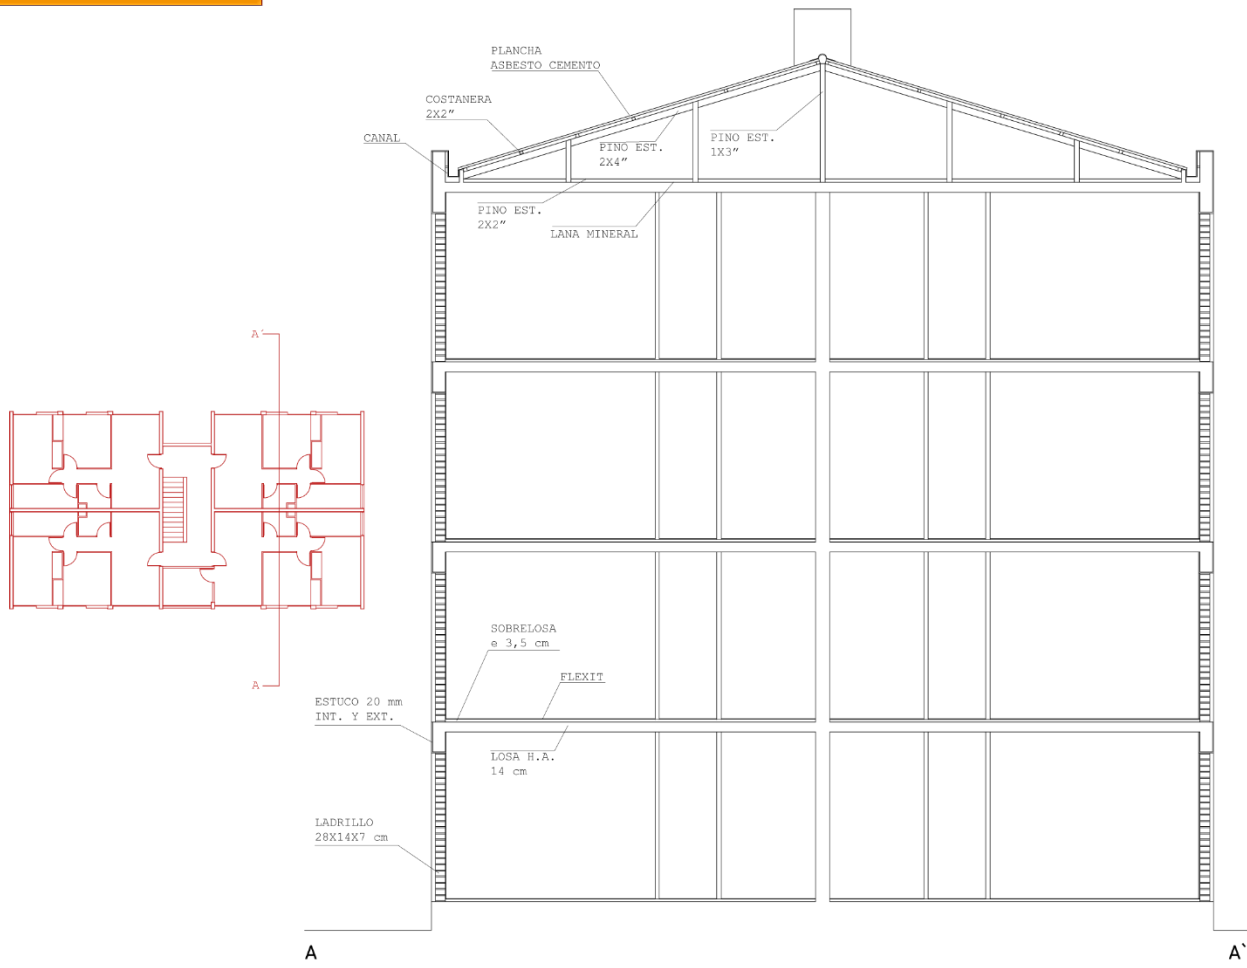 PLANCHA
ASBESTO CEMENTO
COSTANERA
2X2"
CANAL
PINO EST.
2X4"
PINO EST.
1X3"
PINO EST.
2X2"
LANA MINERAL
A´
SOBRELOSA
e 3,5 cm
FLEXIT
A
ESTUCO 20 mm
INT. Y EXT.
LOSA H.A.
14 cm
LADRILLO
28X14X7 cm
A
A`